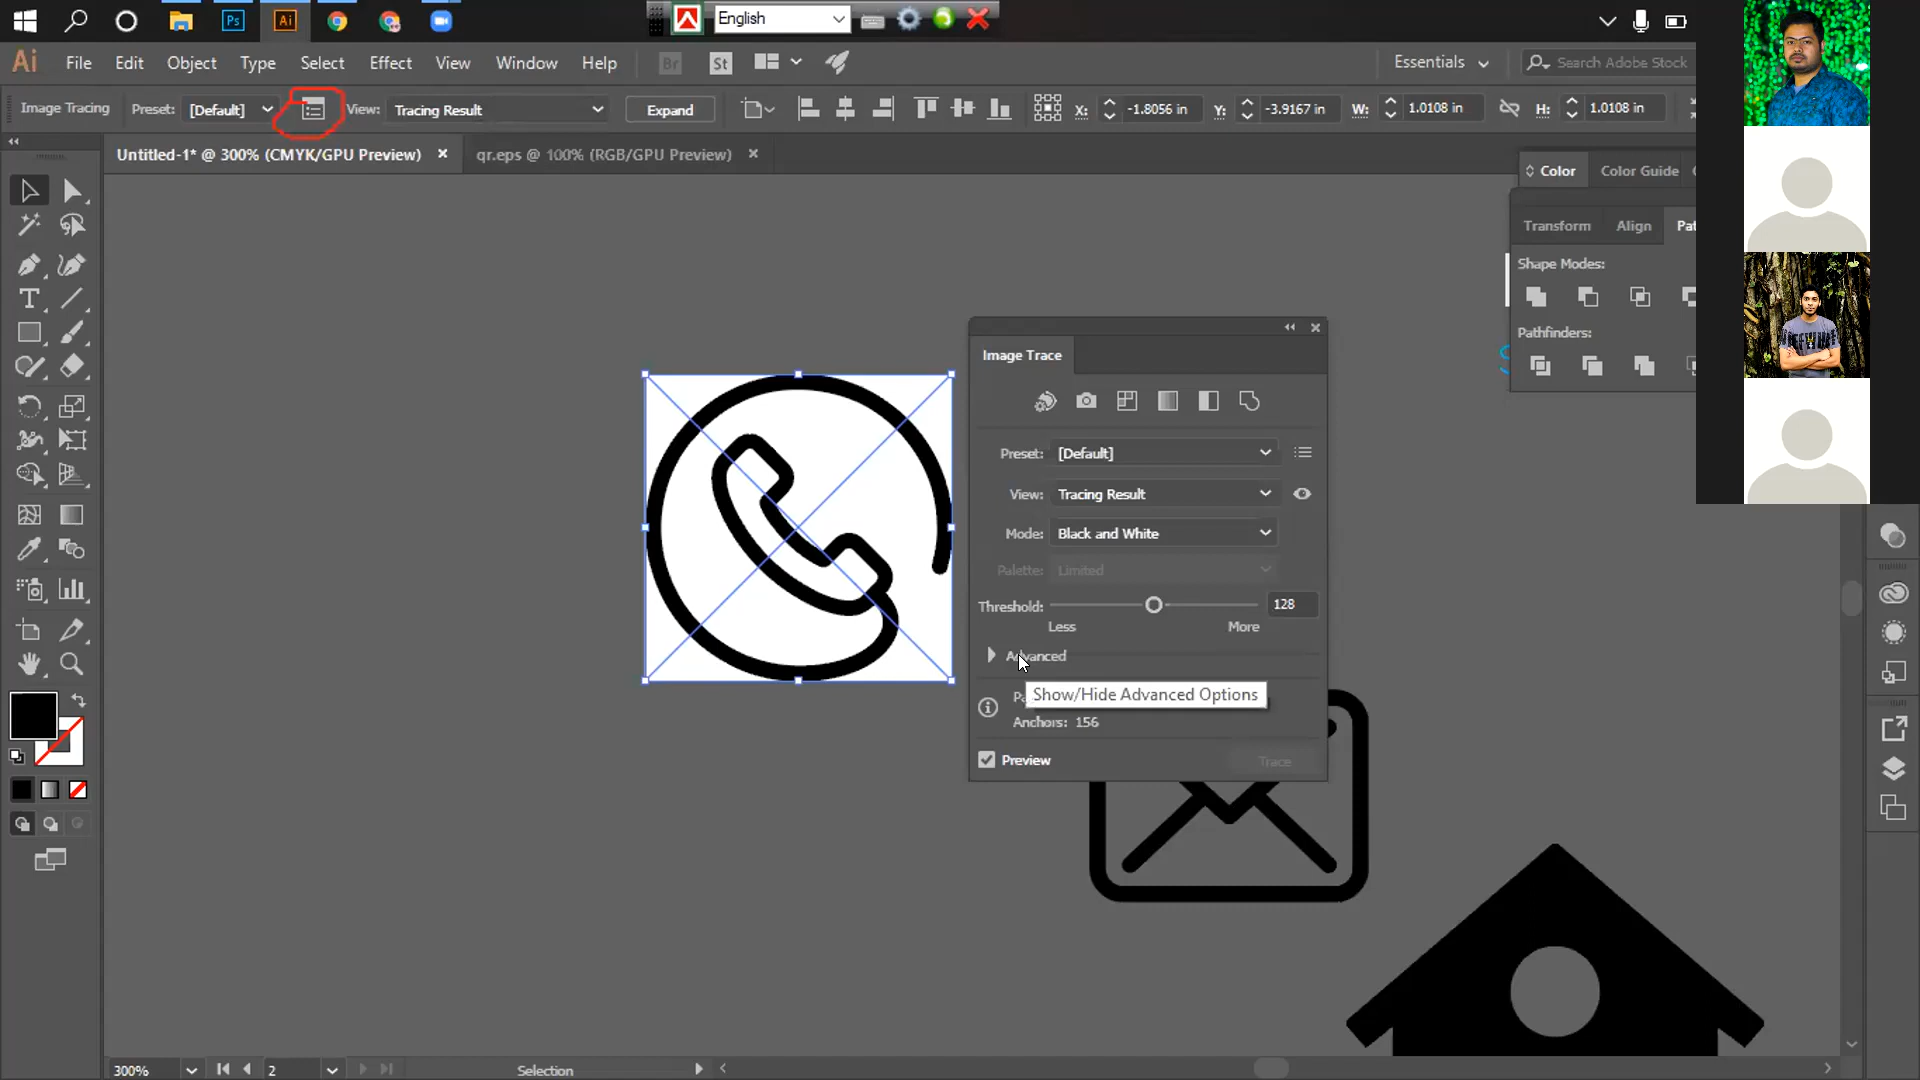 Ps
Ai
English
Ai
File Edit Object Type Select Effect View Window Help Br St Essentials Search Adobe Stock
Image Tracing Preset: [Default] View: Tracing Result Expand X: -1.8056 in Y: -3.9167 in W: 1.0108 in H: 1.0108 in
Untitled-1* @ 300% (CMYK/GPU Preview) qr.eps @ 100% (RGB/GPU Preview)
Color Color Guide
Transform Align Pat
Shape Modes:
Pathfinders:
Image Trace
Preset: [Default]
View: Tracing Result
Mode: Black and White
Palette: Limited
Threshold: 128
Less More
Advanced
Show/Hide Advanced Options
Anchors: 156
Preview Trace
300% 2 Selection